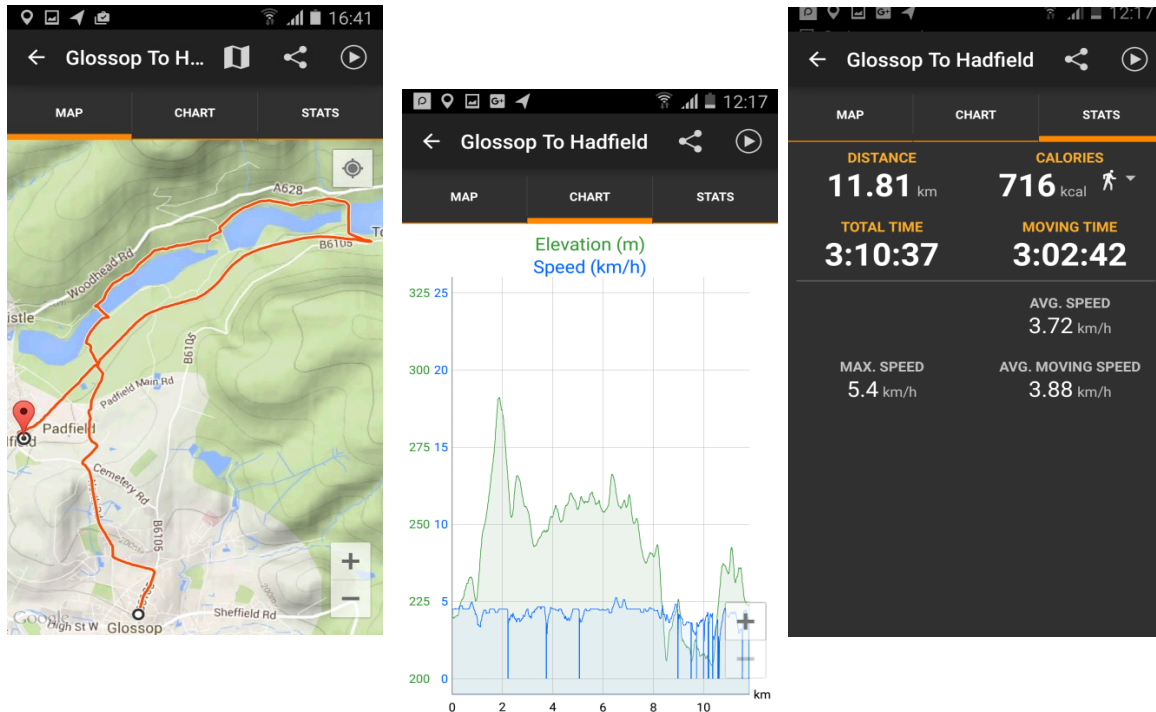 16:41
Glossop To H...
MAP CHART STATS
A628
To
B6105
Woodhead Rd
istle
B6105
Padfield Main Rd
Padfield
lfield
Cemetery Rd
B6105
200m
Sheffield Rd
Google
High St W Glossop
12:17
Glossop To Hadfield
MAP CHART STATS
Elevation (m)
Speed (km/h)
325 25
300 20
275 15
250 10
225 5
+
−
200 0
km
0 2 4 6 8 10
12:17
Glossop To Hadfield
MAP CHART STATS
DISTANCE CALORIES
11.81 km 716 kcal
TOTAL TIME MOVING TIME
3:10:37 3:02:42
AVG. SPEED
3.72 km/h
MAX. SPEED AVG. MOVING SPEED
5.4 km/h 3.88 km/h